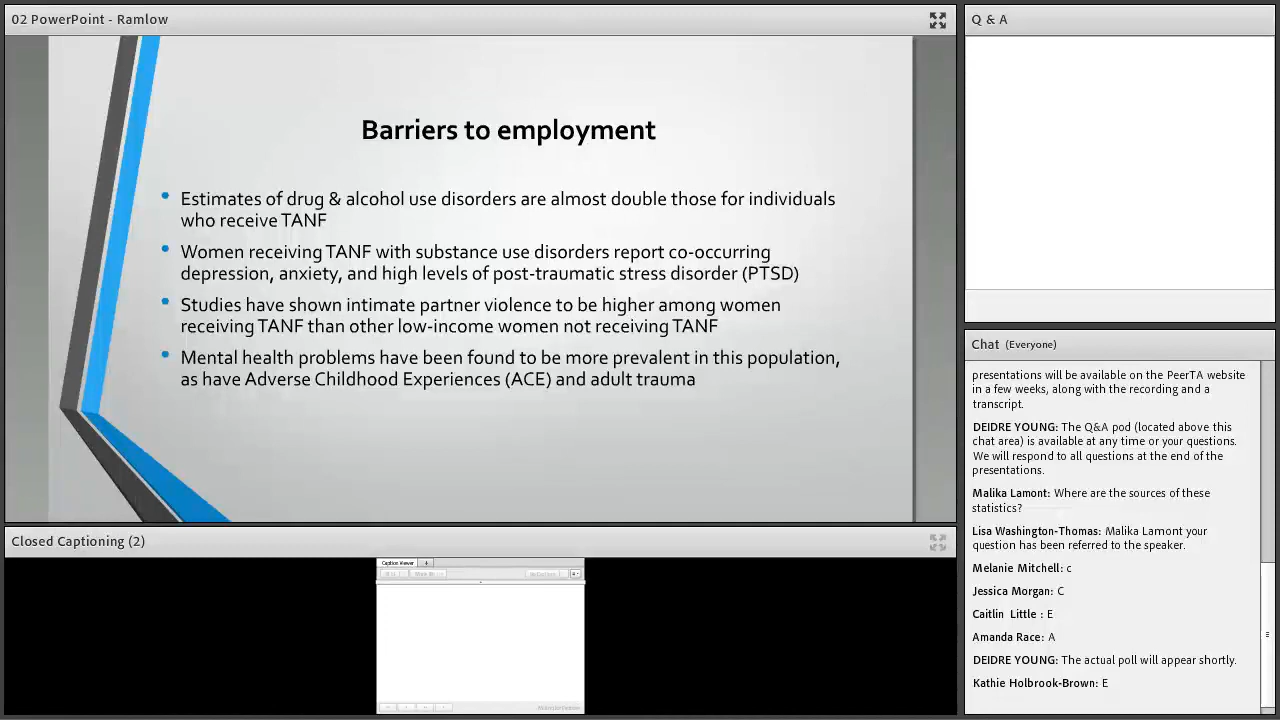 02 PowerPoint - Ramlow
Barriers to employment
Estimates of drug & alcohol use disorders are almost double those for individuals
who receive TANF
Women receiving TANF with substance use disorders report co-occurring
depression, anxiety, and high levels of post-traumatic stress disorder (PTSD)
Studies have shown intimate partner violence to be higher among women
receiving TANF than other low-income women not receiving TANF
Mental health problems have been found to be more prevalent in this population,
as have Adverse Childhood Experiences (ACE) and adult trauma
Closed Captioning (2)
Caption Viewer
Q & A
Chat (Everyone)
presentations will be available on the PeerTA website
in a few weeks, along with the recording and a
transcript.
DEIDRE YOUNG: The Q&A pod (located above this
chat area) is available at any time or your questions.
We will respond to all questions at the end of the
presentations.
Malika Lamont: Where are the sources of these
statistics?
Lisa Washington-Thomas: Malika Lamont your
question has been referred to the speaker.
Melanie Mitchell: c
Jessica Morgan: C
Caitlin Little : E
Amanda Race: A
DEIDRE YOUNG: The actual poll will appear shortly.
Kathie Holbrook-Brown: E